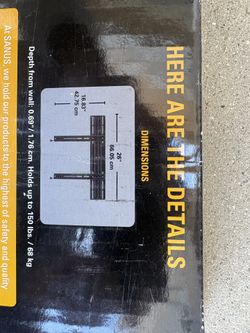 HERE ARE THE DETAILS
DIMENSIONS
26"
66.05 cm
16.83"
42.75 cm
Depth from wall: 0.69" / 1.76 cm. Holds up to 150 lbs. / 68 kg
At SANUS, we hold our products to the highest of safety and quality